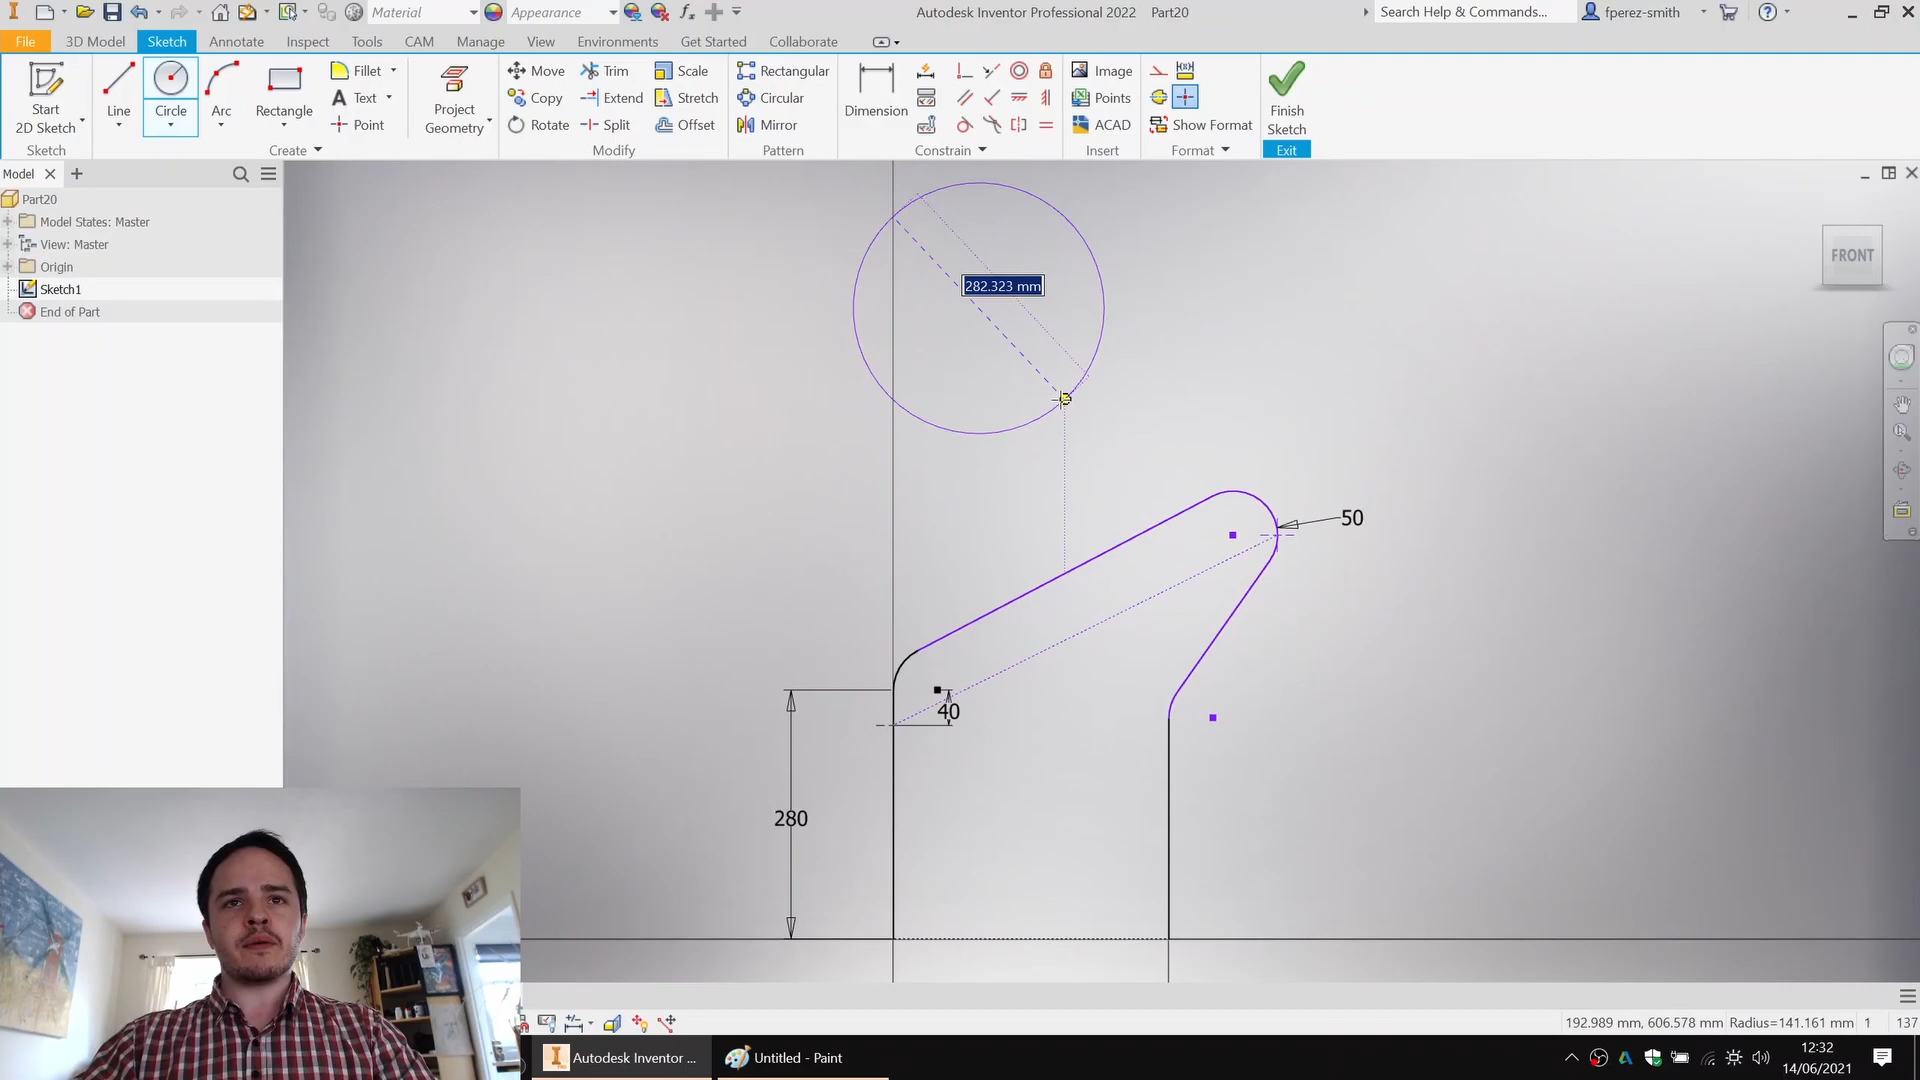 Material
Appearance
Autodesk Inventor Professional 2022 Part20
Search Help & Commands...
fperez-smith
File
3D Model
Sketch
Annotate
Inspect
Tools
CAM
Manage
View
Environments
Get Started
Collaborate
Start
2D Sketch
Line
Circle
Arc
Rectangle
Fillet
Text
Point
Project
Geometry
Move
Copy
Rotate
Trim
Extend
Split
Scale
Stretch
Offset
Rectangular
Circular
Mirror
Dimension
Image
Points
ACAD
Show Format
Finish
Sketch
Sketch
Create
Modify
Pattern
Constrain
Insert
Format
Exit
Model
Part20
Model States: Master
View: Master
Origin
Sketch1
End of Part
FRONT
282.323 mm
50
40
280
192.989 mm, 606.578 mm Radius=141.161 mm 1 137
Autodesk Inventor ...
Untitled - Paint
12:32
14/06/2021